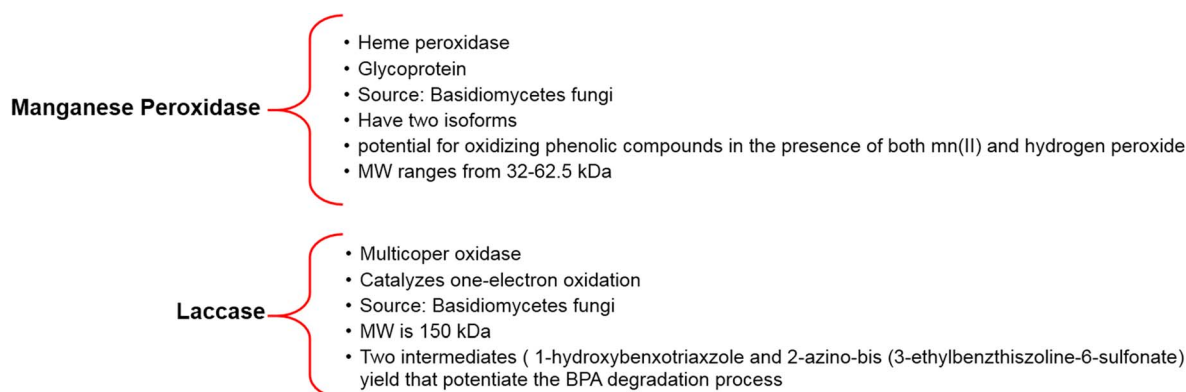 Manganese Peroxidase
• Heme peroxidase
• Glycoprotein
• Source: Basidiomycetes fungi
• Have two isoforms
• potential for oxidizing phenolic compounds in the presence of both mn(II) and hydrogen peroxide
• MW ranges from 32-62.5 kDa
Laccase
• Multicoper oxidase
• Catalyzes one-electron oxidation
• Source: Basidiomycetes fungi
• MW is 150 kDa
• Two intermediates ( 1-hydroxybenxotriaxzole and 2-azino-bis (3-ethylbenzthiszoline-6-sulfonate)
yield that potentiate the BPA degradation process